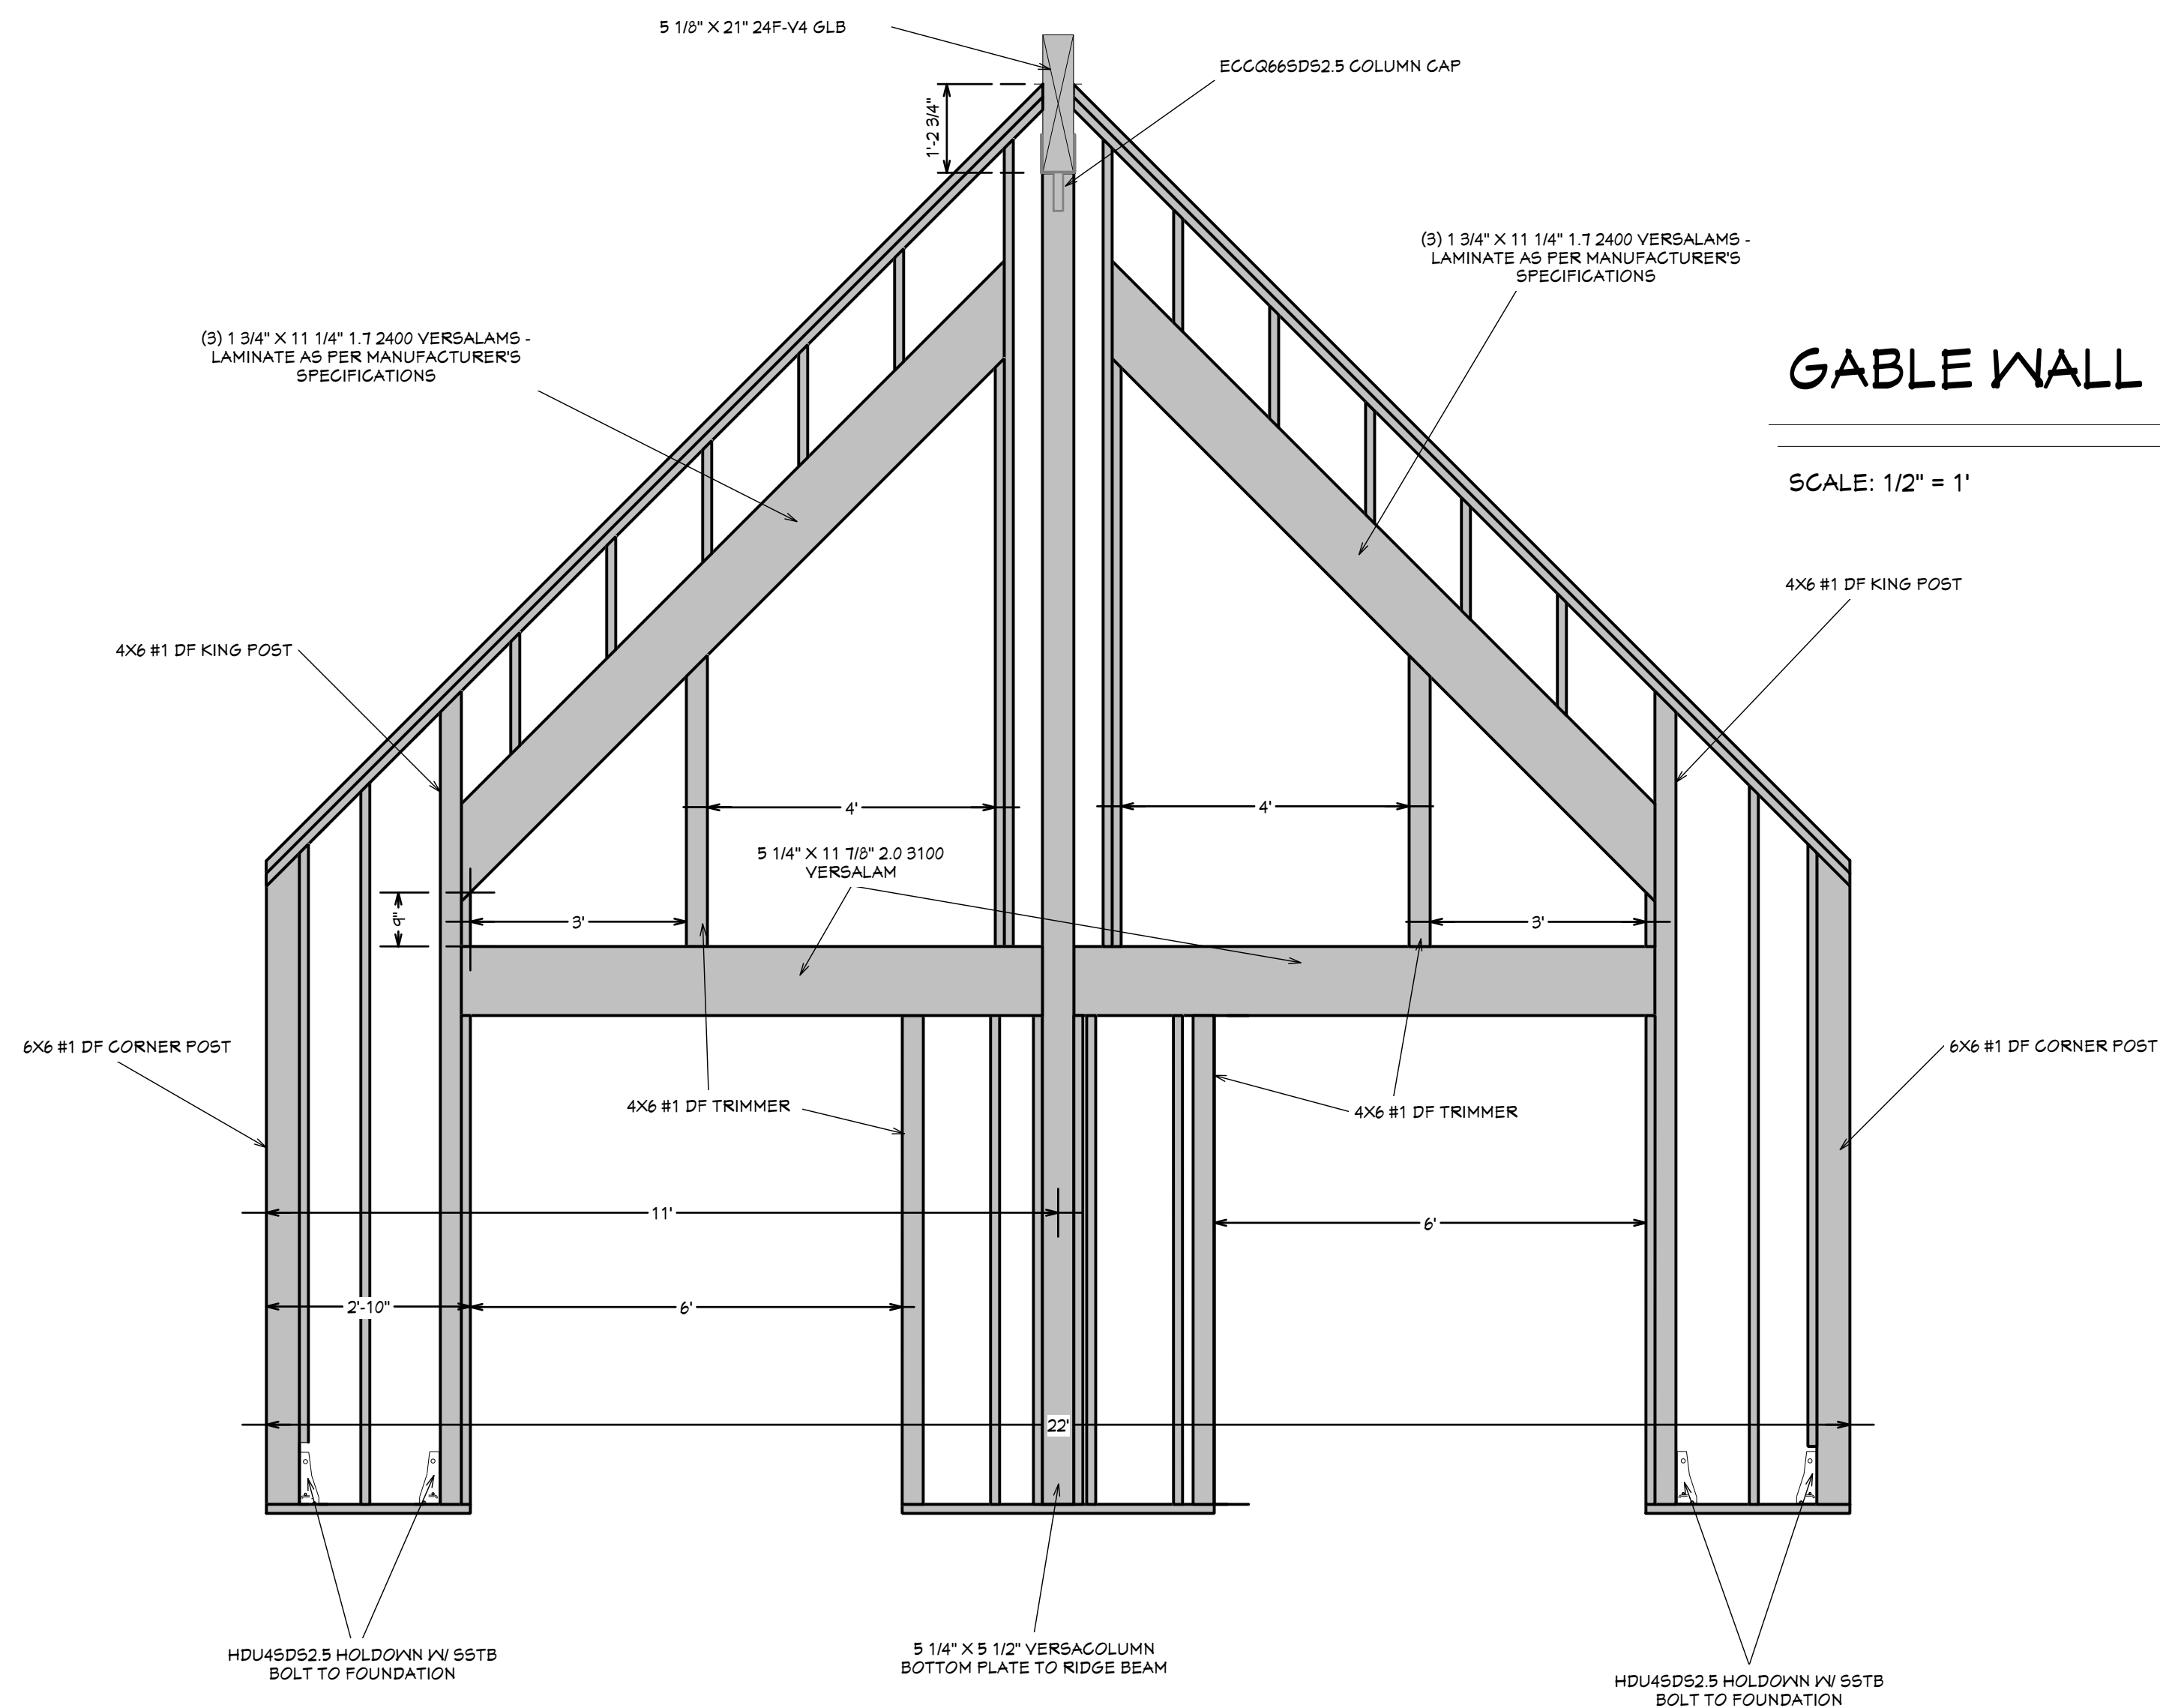 5 1/8" X 21" 24F-V4 GLB
ECCQ66SDS2.5 COLUMN CAP
1'-2 3/4"
(3) 1 3/4" X 11 1/4" 1.7 2400 VERSALAMS -
LAMINATE AS PER MANUFACTURER'S
SPECIFICATIONS
(3) 1 3/4" X 11 1/4" 1.7 2400 VERSALAMS -
LAMINATE AS PER MANUFACTURER'S
SPECIFICATIONS
GABLE WALL
SCALE: 1/2" = 1'
4X6 #1 DF KING POST
4X6 #1 DF KING POST
4'
4'
5 1/4" X 11 7/8" 2.0 3100
VERSALAM
9"
3'
3'
6X6 #1 DF CORNER POST
6X6 #1 DF CORNER POST
4X6 #1 DF TRIMMER
4X6 #1 DF TRIMMER
11'
6'
2'-10"
6'
22'
HDU4SDS2.5 HOLDOWN W/ SSTB
BOLT TO FOUNDATION
5 1/4" X 5 1/2" VERSACOLUMN
BOTTOM PLATE TO RIDGE BEAM
HDU4SDS2.5 HOLDOWN W/ SSTB
BOLT TO FOUNDATION